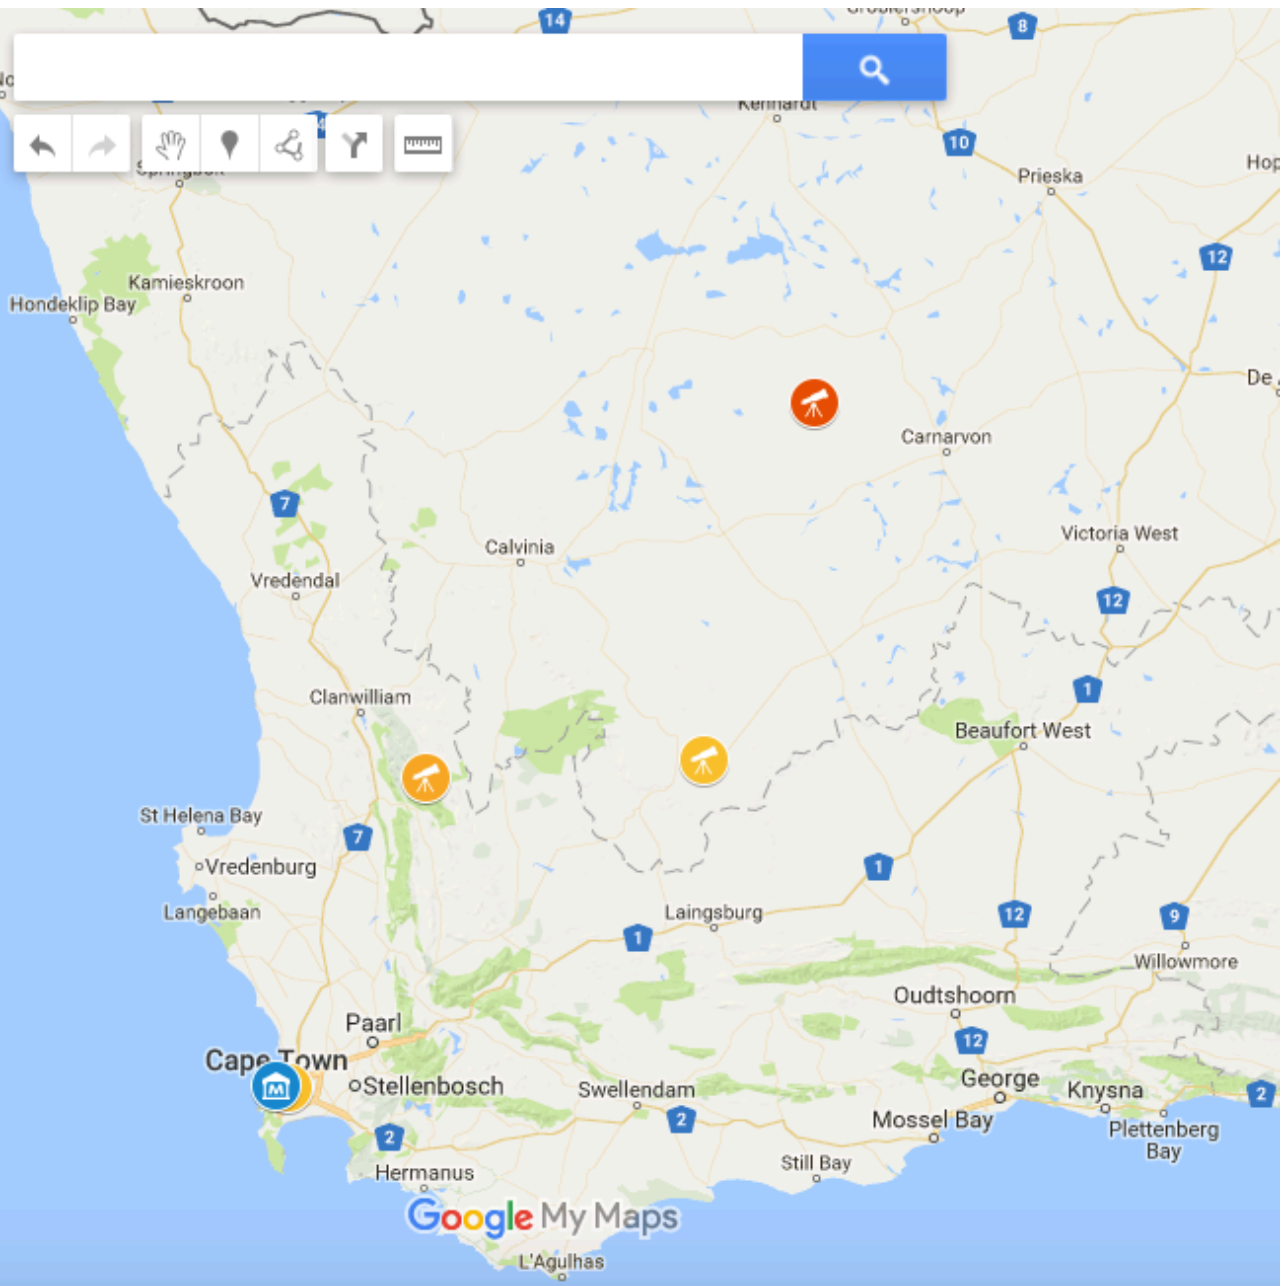 14
8
Kenhardt
10
Prieska
Springbok
12
Kamieskroon
Hondeklip Bay
De
Carnarvon
7
Victoria West
Calvinia
Vredendal
12
1
Clanwilliam
Beaufort West
St Helena Bay
7
Vredenburg
1
Langebaan
Laingsburg
12
9
1
Willowmore
Oudtshoorn
Paarl
12
Cape Town
Stellenbosch
Swellendam
George
Knysna
2
2
Mossel Bay
Plettenberg
Bay
2
Still Bay
Hermanus
Google My Maps
L'Agulhas